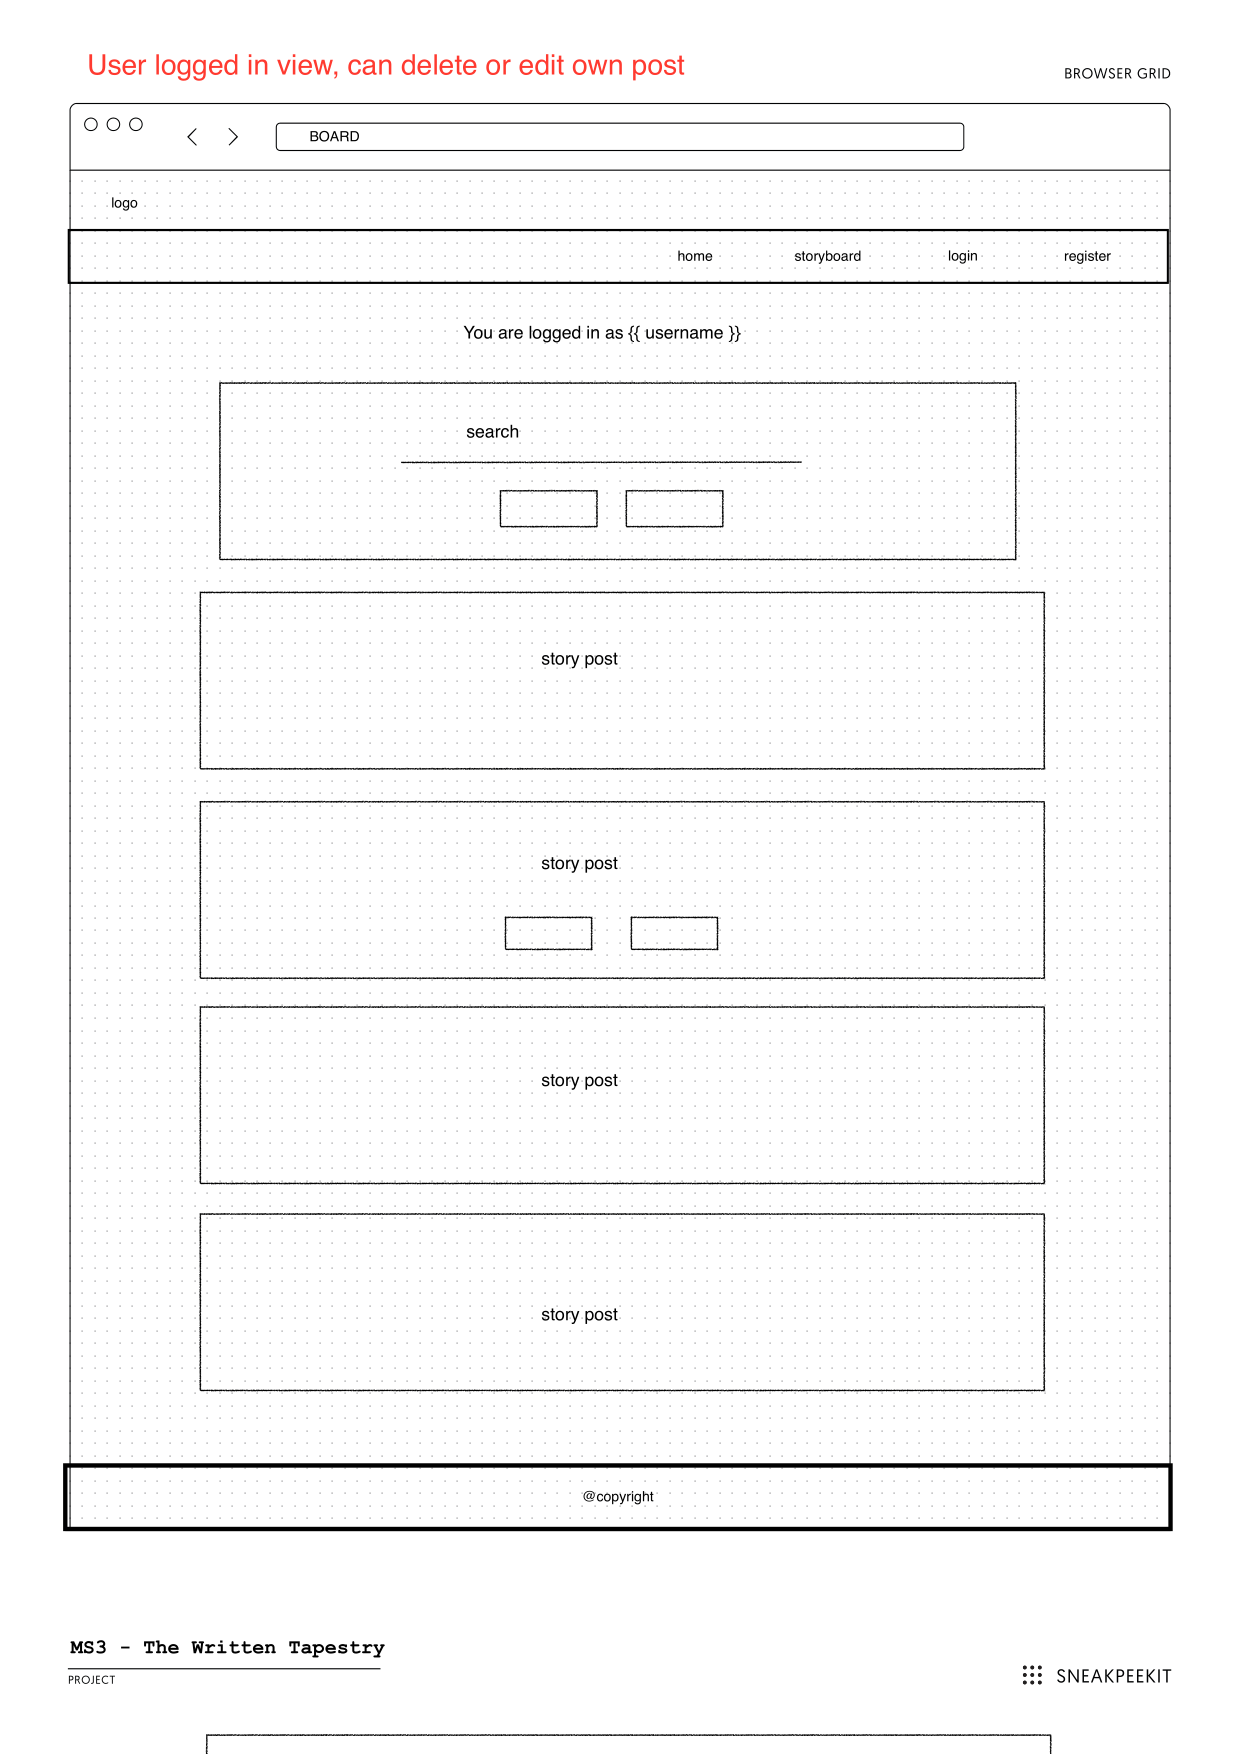 User logged in view, can delete or edit own post
BROWSER GRID
BOARD
logo
home storyboard login register
You are logged in as {{ username }}
search
story post
story post
story post
story post
@copyright
MS3 - The Written Tapestry
PROJECT
SNEAKPEEKIT